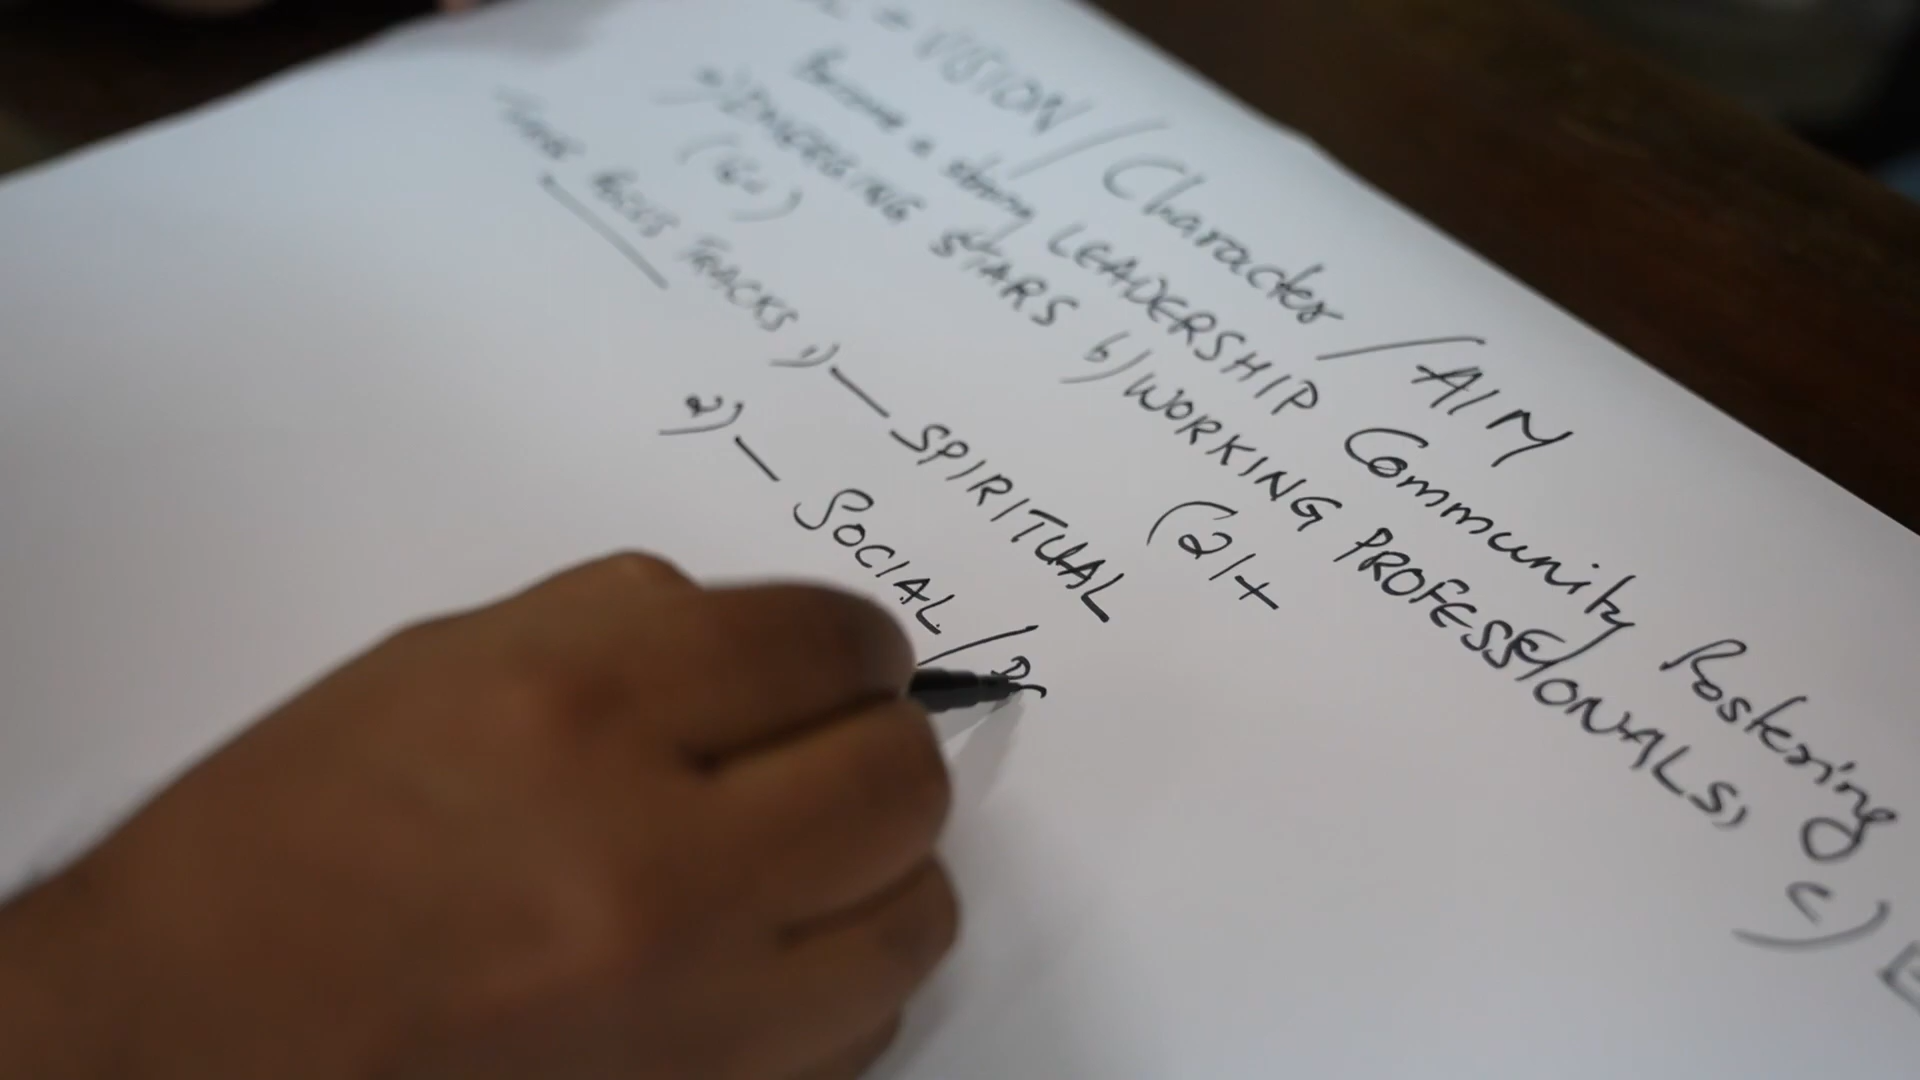 = VISION / Character / AIM
Become a strong LEADERSHIP Community Fostering
a) EMERGING STARS b) WORKING PROFESSIONALS, c)
(21+
FOCUS TRACKS 1) — SPIRITUAL
2) — SOCIAL /